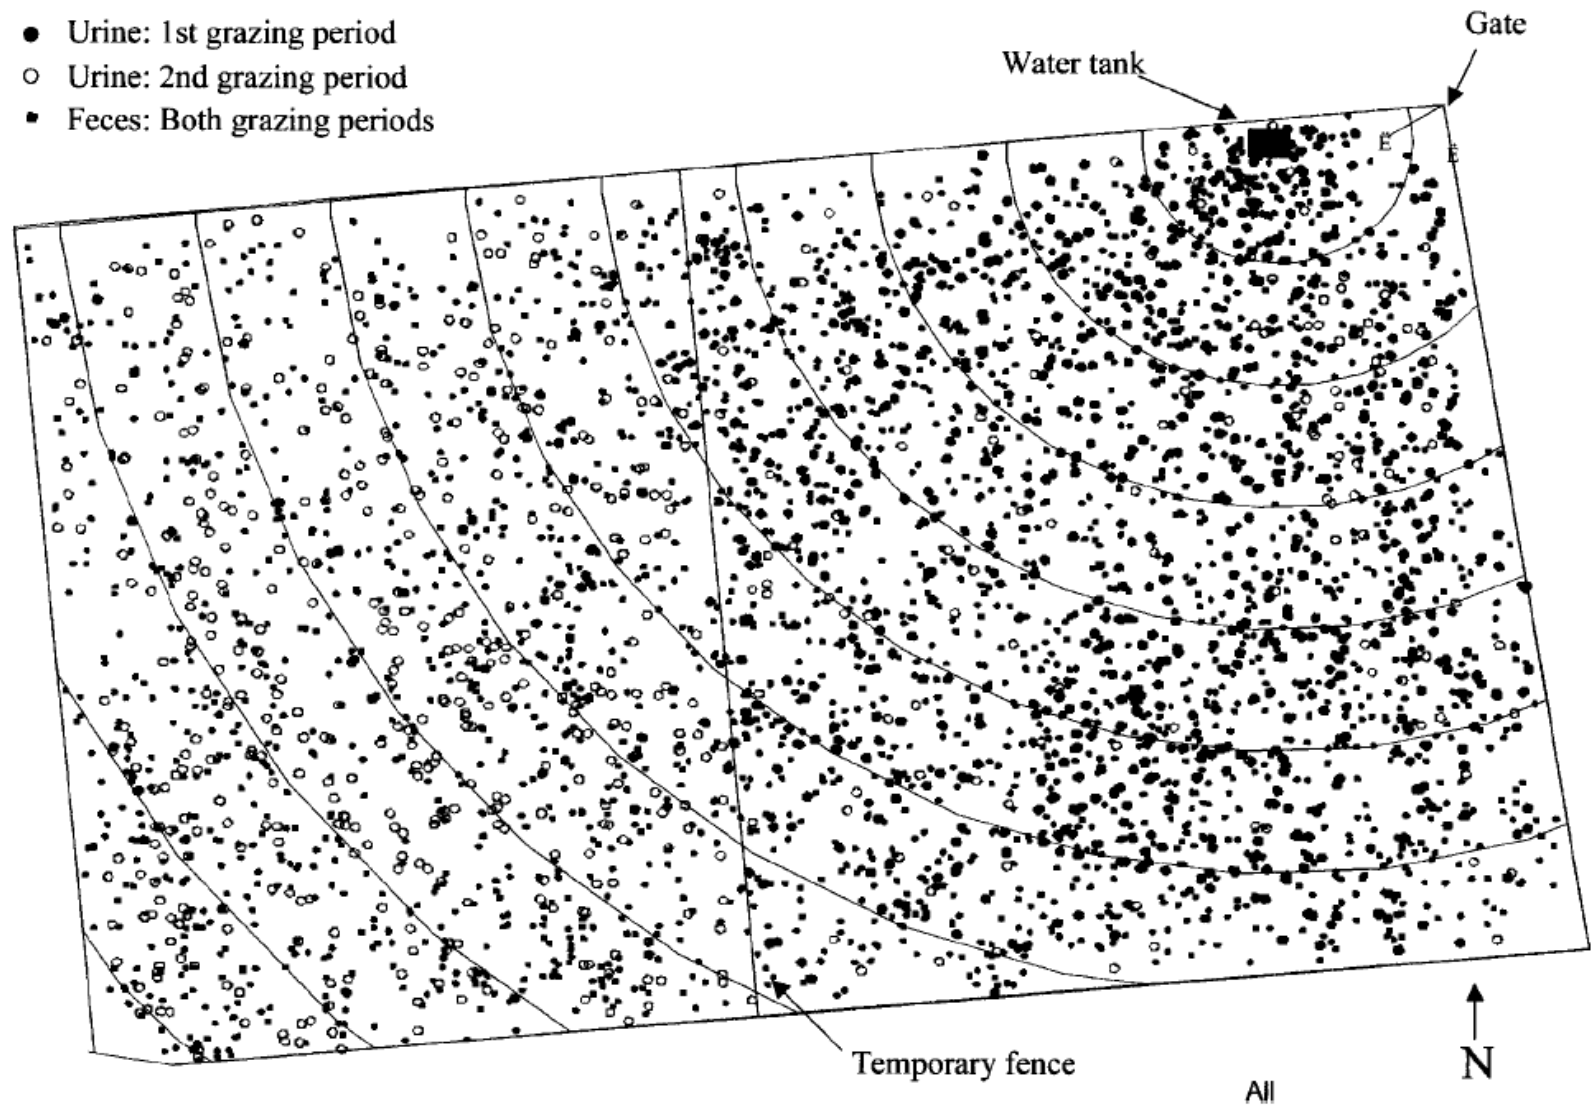 Urine: 1st grazing period
Urine: 2nd grazing period
Feces: Both grazing periods
Gate
Water tank
Ë
Ë
Temporary fence
N
All